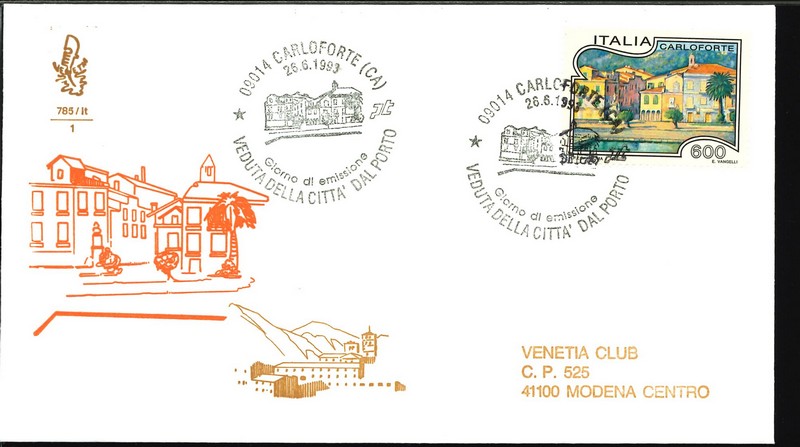 785/It
1
09014 CARLOFORTE (CA)
26.6.1993
Giorno di emissione
VEDUTA DELLA CITTA' DAL PORTO
09014 CARLOFORTE (CA)
26.6.1993
Giorno di emissione
VEDUTA DELLA CITTA' DAL PORTO
ITALIA
CARLOFORTE
600
E. VANGELLI
VENETIA CLUB
C. P. 525
41100 MODENA CENTRO